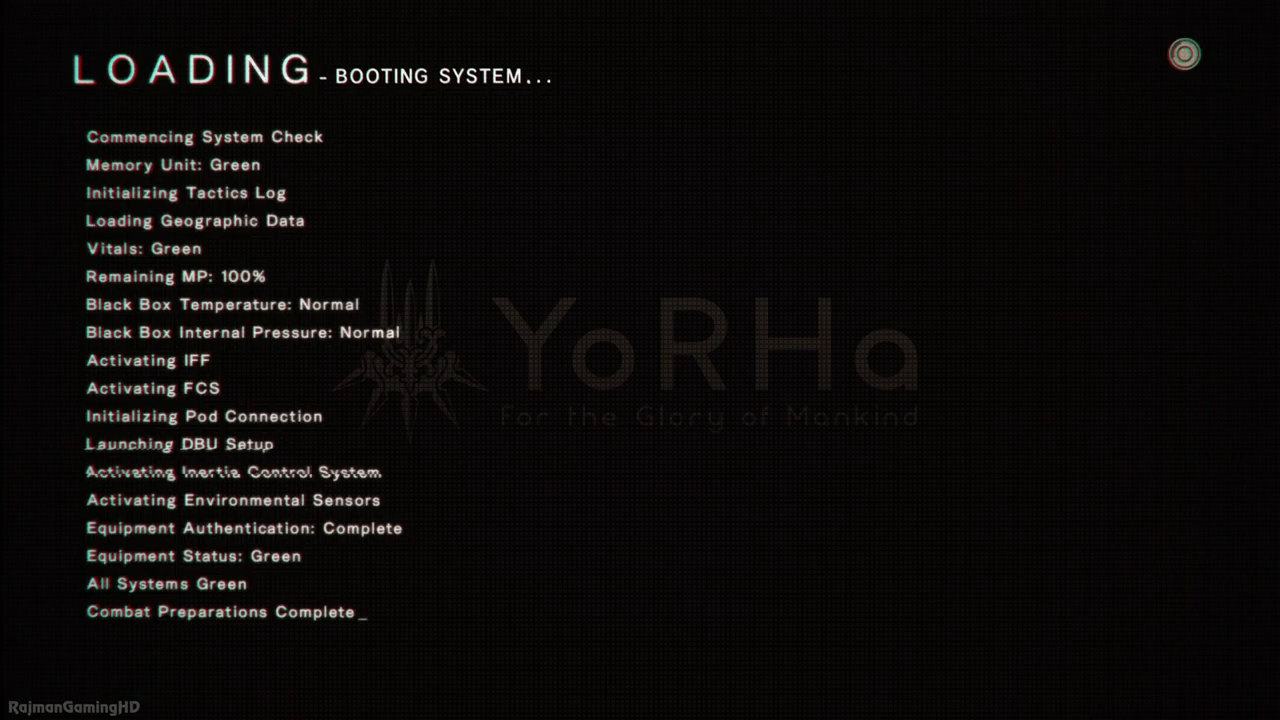 LOADING - BOOTING SYSTEM...
Commencing System Check
Memory Unit: Green
Initializing Tactics Log
Loading Geographic Data
Vitals: Green
Remaining MP: 100%
Black Box Temperature: Normal
Black Box Internal Pressure: Normal
Activating IFF
Activating FCS
Initializing Pod Connection
Launching DBU Setup
Activating Inertia Control System
Activating Environmental Sensors
Equipment Authentication: Complete
Equipment Status: Green
All Systems Green
Combat Preparations Complete_
YoRHa
For the Glory of Mankind
RajmanGamingHD